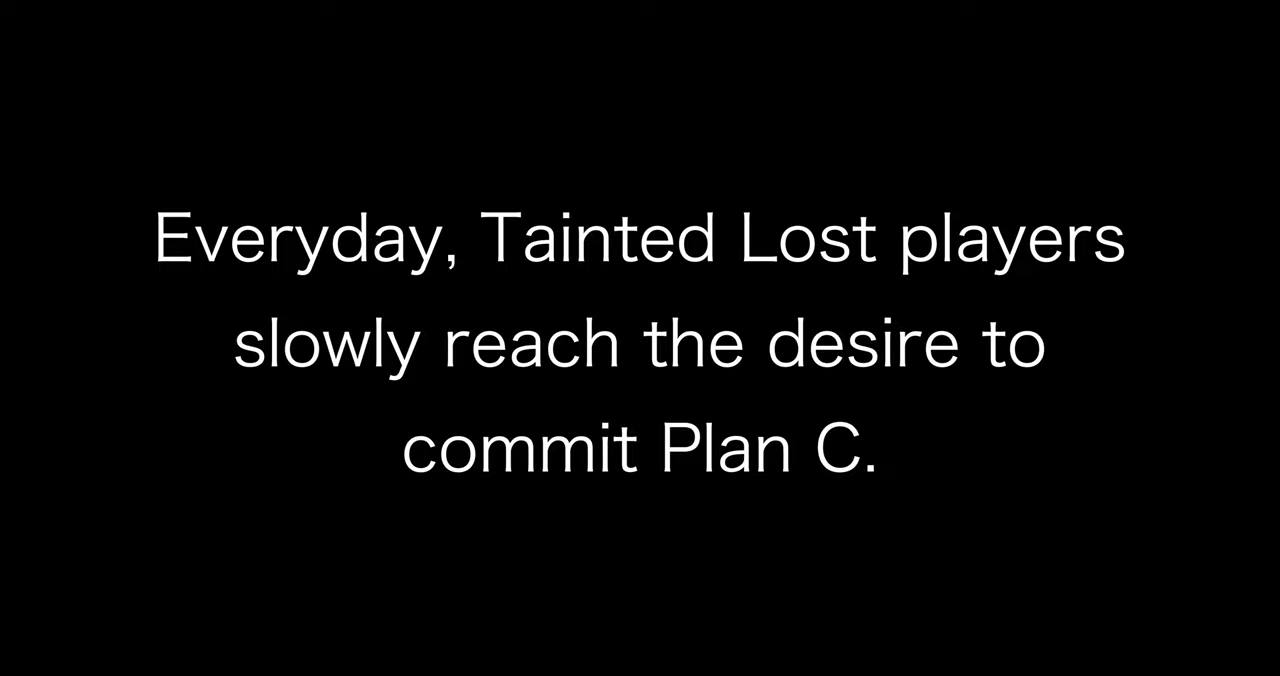 Everyday, Tainted Lost players
slowly reach the desire to
commit Plan C.